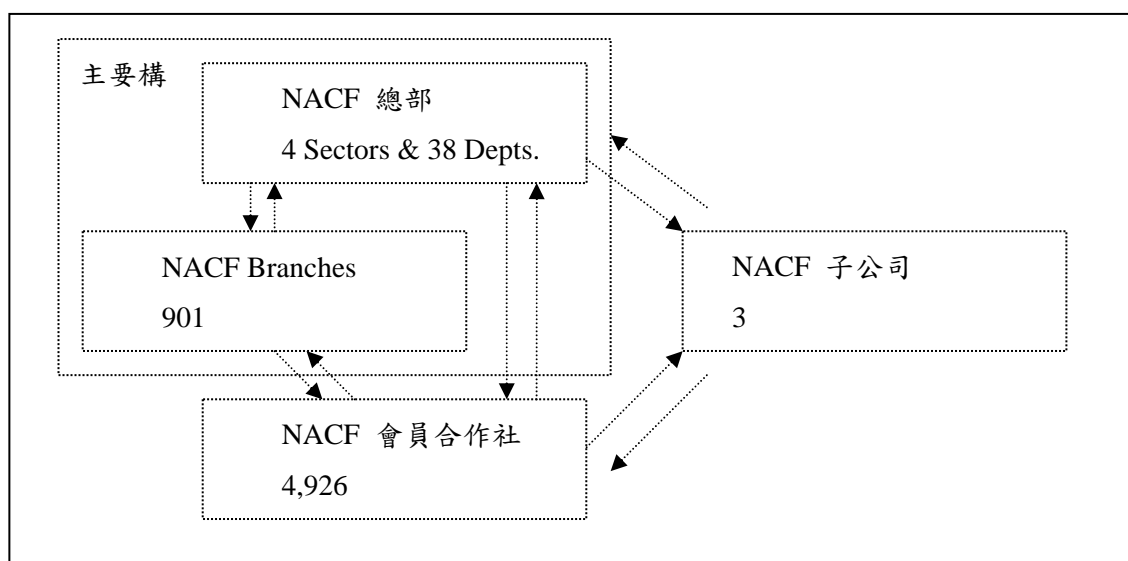 主要構
NACF 總部
4 Sectors & 38 Depts.
NACF Branches
901
NACF 子公司
3
NACF 會員合作社
4,926